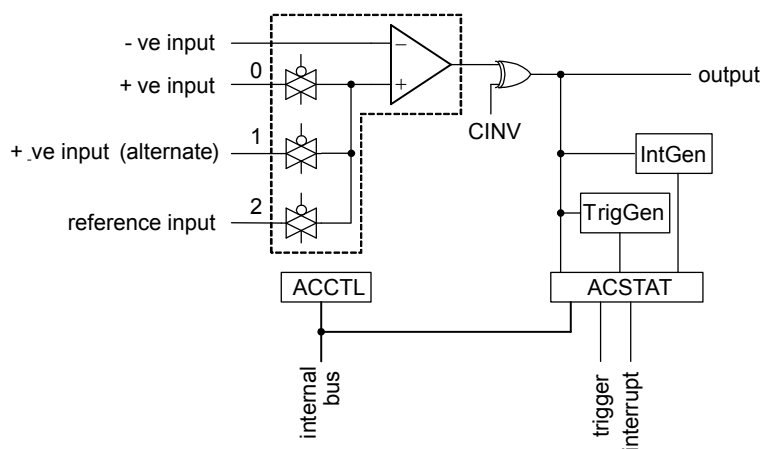 - ve input
+ ve input
0
+ ve input (alternate)
1
reference input
2
−
+
CINV
output
IntGen
TrigGen
ACCTL
ACSTAT
internal
bus
trigger
interrupt